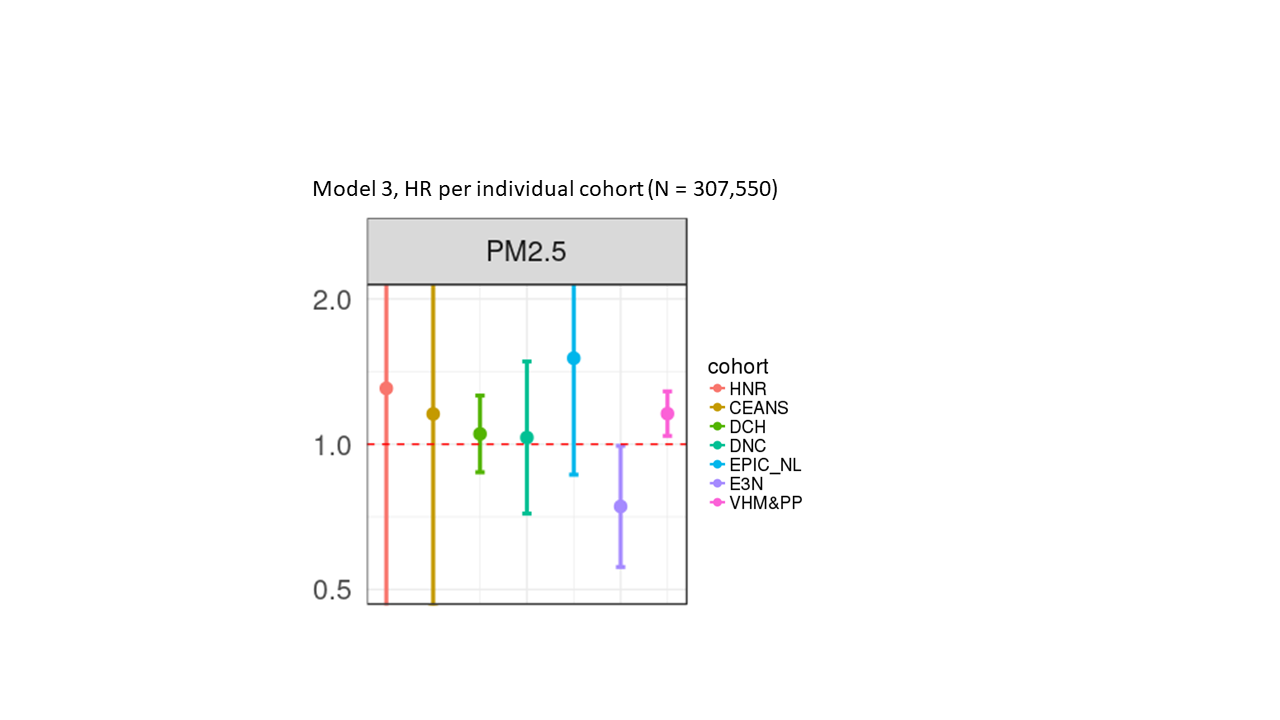 Model 3, HR per individual cohort (N = 307,550)
PM2.5
2.0
1.0
0.5
cohort
HNR
CEANS
DCH
DNC
EPIC_NL
E3N
VHM&PP